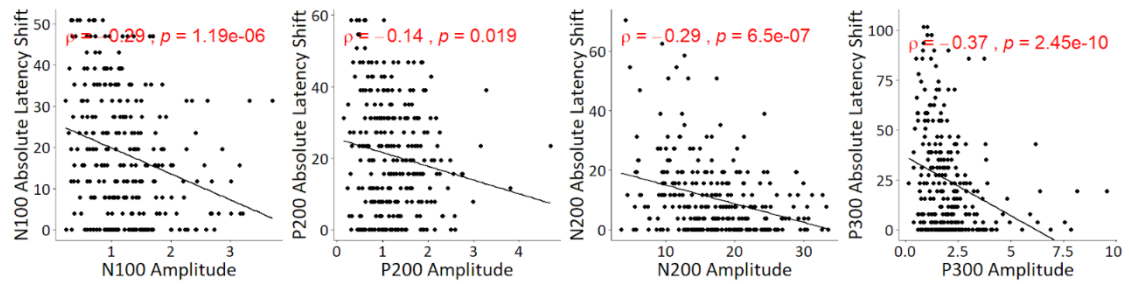 N100 Absolute Latency Shift
50
40
30
20
10
0
ρ = −0.29 , p = 1.19e-06
1 2 3
N100 Amplitude
P200 Absolute Latency Shift
60
40
20
0
ρ = −0.14 , p = 0.019
0 1 2 3 4
P200 Amplitude
N200 Absolute Latency Shift
60
40
20
0
ρ = −0.29 , p = 6.5e-07
10 20 30
N200 Amplitude
P300 Absolute Latency Shift
100
75
50
25
0
ρ = −0.37 , p = 2.45e-10
0.0 2.5 5 7.5 10
P300 Amplitude